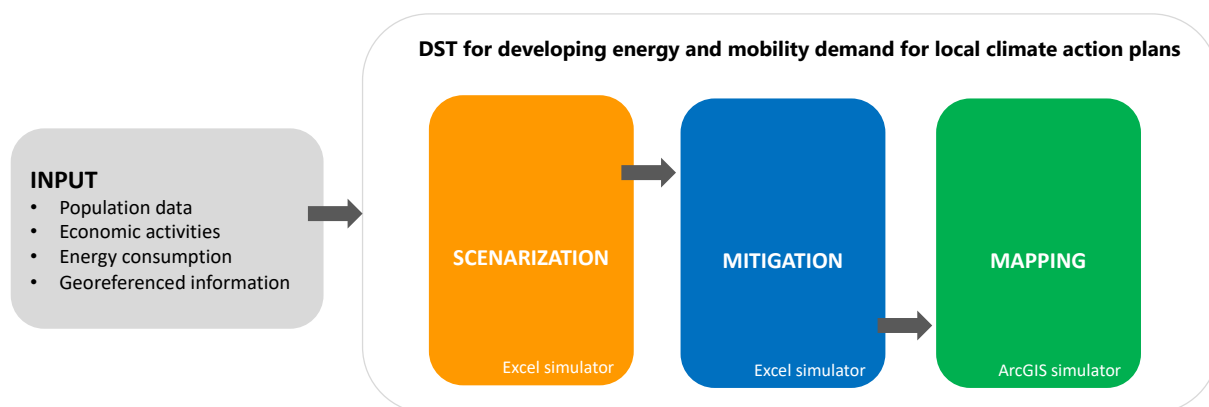 DST for developing energy and mobility demand for local climate action plans
INPUT
• Population data
• Economic activities
• Energy consumption
• Georeferenced information
SCENARIZATION
Excel simulator
MITIGATION
Excel simulator
MAPPING
ArcGIS simulator